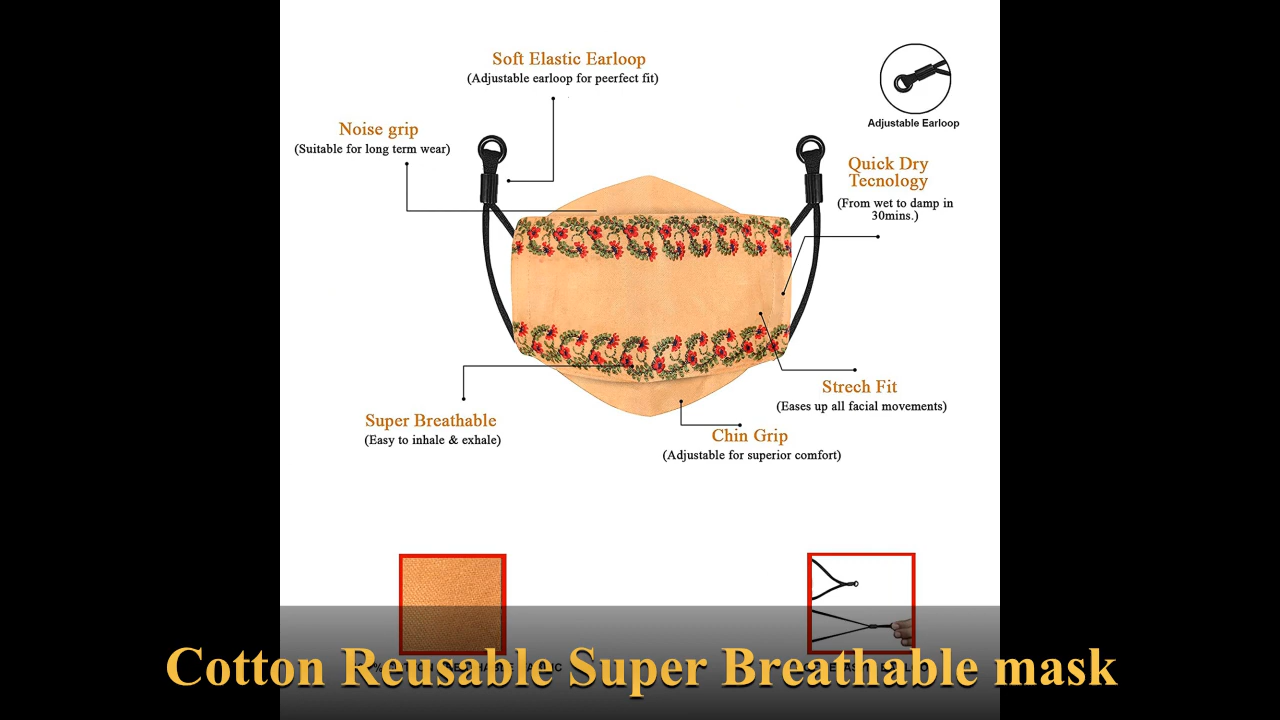 Soft Elastic Earloop
(Adjustable earloop for peerfect fit)
Adjustable Earloop
Noise grip
(Suitable for long term wear)
Quick Dry
Tecnology
(From wet to damp in
30mins.)
Strech Fit
(Eases up all facial movements)
Super Breathable
(Easy to inhale & exhale)
Chin Grip
(Adjustable for superior comfort)
Cotton Reusable Super Breathable mask